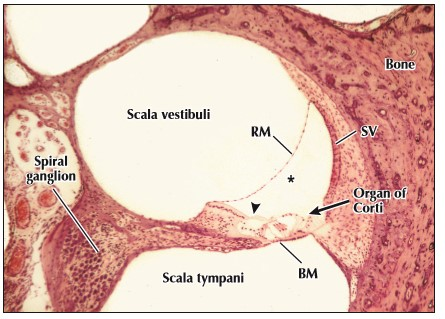 Bone
Scala vestibuli
RM
SV
Spiral
ganglion
*
Organ of
Corti
Scala tympani
BM